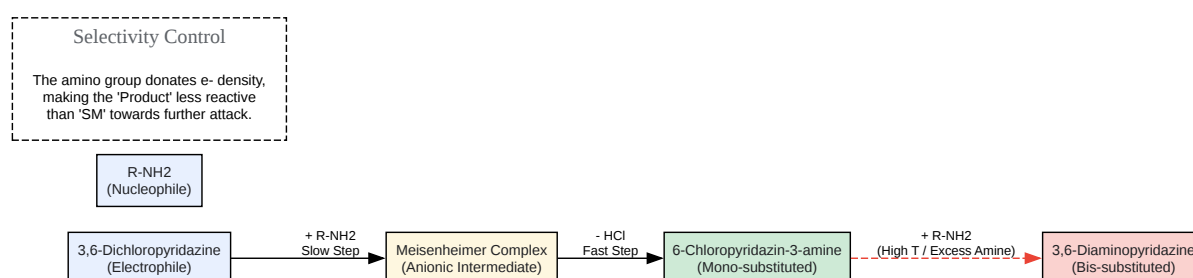 Selectivity Control
The amino group donates e- density,
making the 'Product' less reactive
than 'SM' towards further attack.
R-NH2
(Nucleophile)
3,6-Dichloropyridazine
(Electrophile)
+ R-NH2
Slow Step
Meisenheimer Complex
(Anionic Intermediate)
- HCl
Fast Step
6-Chloropyridazin-3-amine
(Mono-substituted)
+ R-NH2
(High T / Excess Amine)
3,6-Diaminopyridazine
(Bis-substituted)